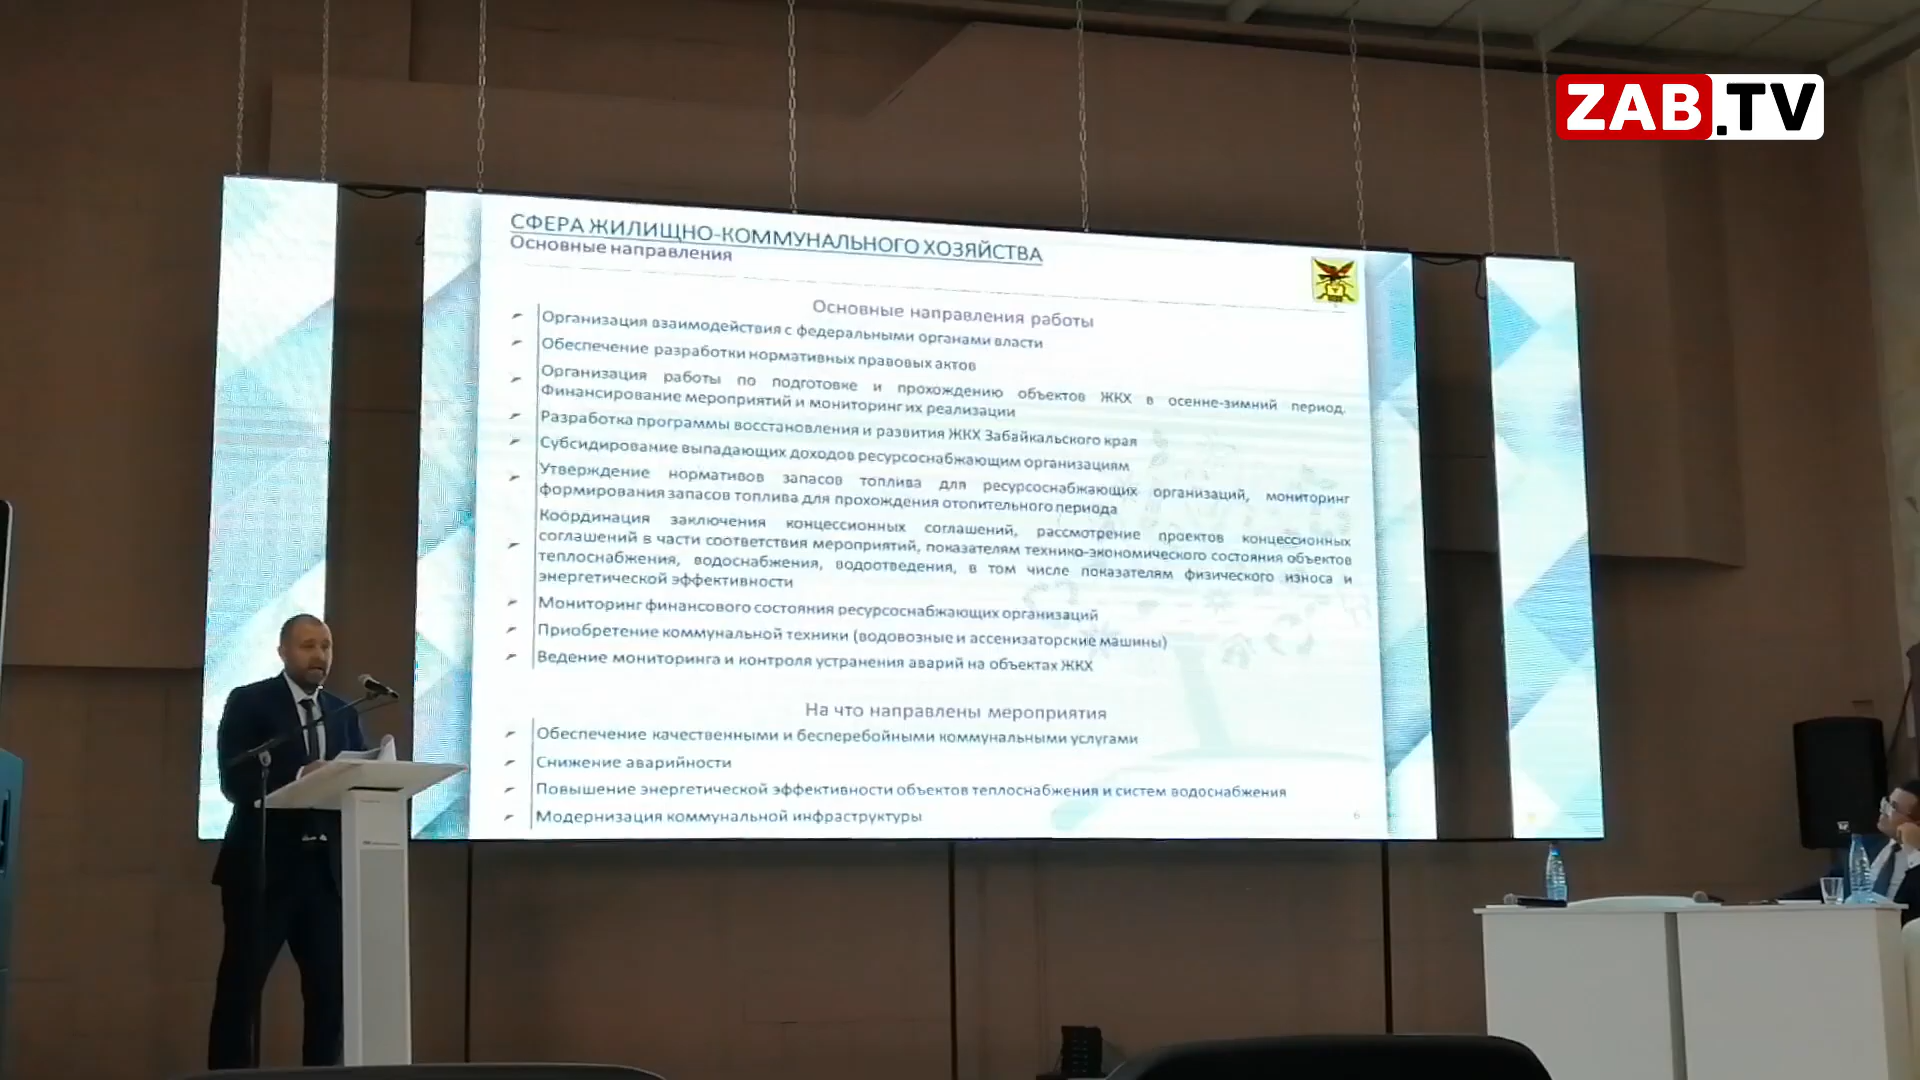 ZAB.TV
СФЕРА ЖИЛИЩНО-КОММУНАЛЬНОГО ХОЗЯЙСТВА
Основные направления
Основные направления работы
Организация взаимодействия с федеральными органами власти
Обеспечение разработки нормативных правовых актов
Организация работы по подготовке и прохождению объектов ЖКХ в осенне-зимний период.
Финансирование мероприятий и мониторинг их реализации
Разработка программы восстановления и развития ЖКХ Забайкальского края
Субсидирование выпадающих доходов ресурсоснабжающим организациям
Утверждение нормативов запасов топлива для ресурсоснабжающих организаций, мониторинг
формирования запасов топлива для прохождения отопительного периода
Координация заключения концессионных соглашений, рассмотрение проектов концессионных
соглашений в части соответствия мероприятий, показателям технико-экономического состояния объектов
теплоснабжения, водоснабжения, водоотведения, в том числе показателям физического износа и
энергетической эффективности
Мониторинг финансового состояния ресурсоснабжающих организаций
Приобретение коммунальной техники (водовозные и ассенизаторские машины)
Ведение мониторинга и контроля устранения аварий на объектах ЖКХ
На что направлены мероприятия
Обеспечение качественными и бесперебойными коммунальными услугами
Снижение аварийности
Повышение энергетической эффективности объектов теплоснабжения и систем водоснабжения
Модернизация коммунальной инфраструктуры
6